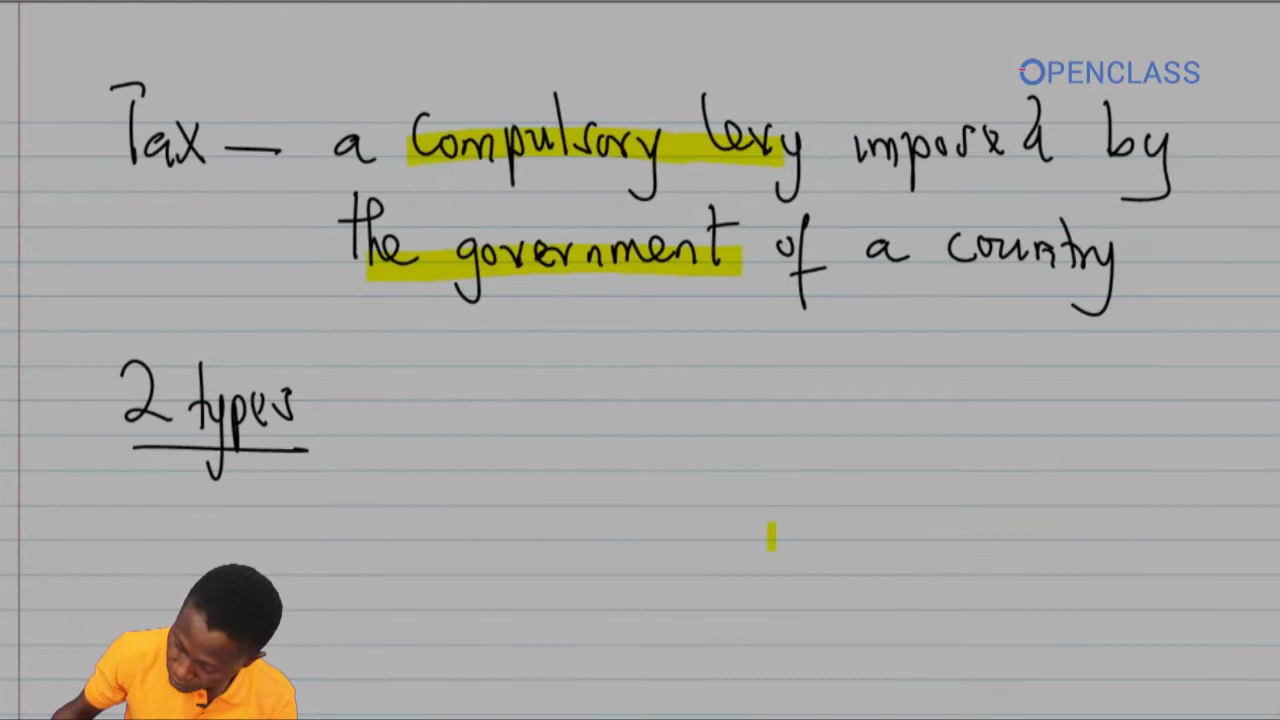 OPENCLASS
Tax — a compulsory levy imposed by
the government of a country
2 types